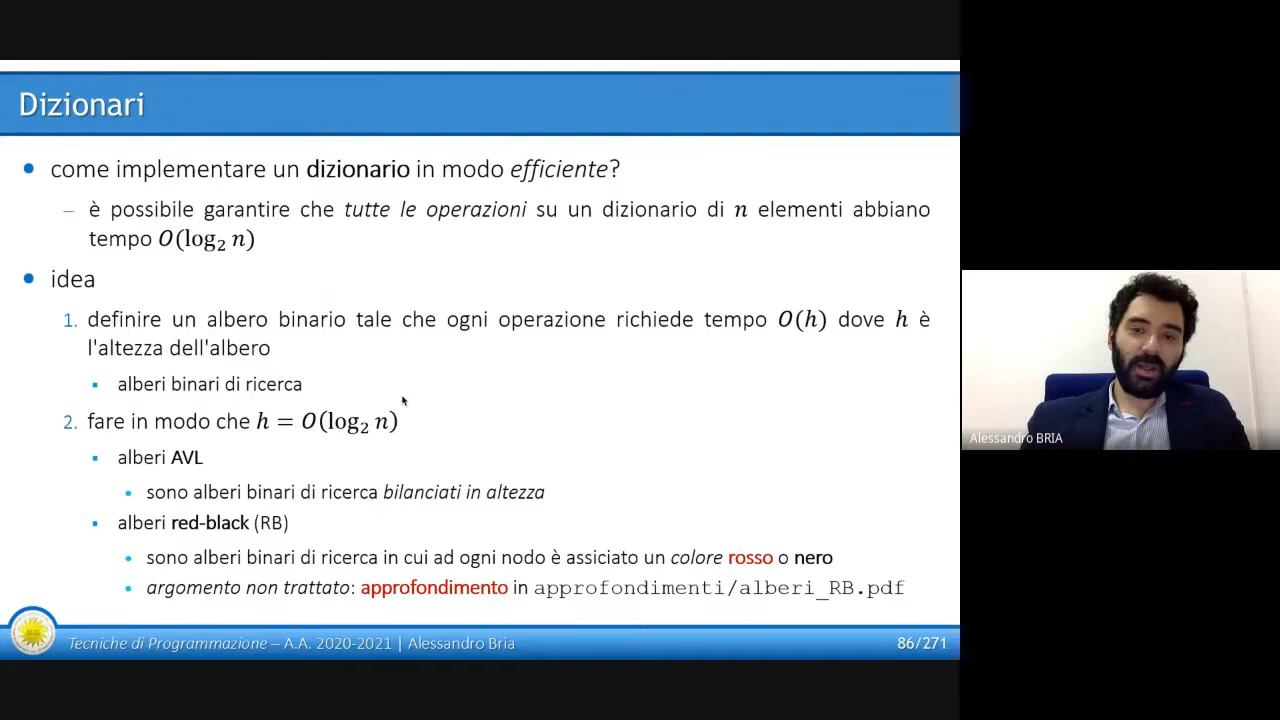 Dizionari
• come implementare un dizionario in modo efficiente?
– è possibile garantire che tutte le operazioni su un dizionario di n elementi abbiano
tempo O(log₂ n)
• idea
1. definire un albero binario tale che ogni operazione richiede tempo O(h) dove h è
l'altezza dell'albero
▪ alberi binari di ricerca
2. fare in modo che h = O(log₂ n)
▪ alberi AVL
• sono alberi binari di ricerca bilanciati in altezza
▪ alberi red-black (RB)
• sono alberi binari di ricerca in cui ad ogni nodo è assiciato un colore rosso o nero
• argomento non trattato: approfondimento in approfondimenti/alberi_RB.pdf
Tecniche di Programmazione – A.A. 2020-2021 | Alessandro Bria
86/271
Alessandro BRIA